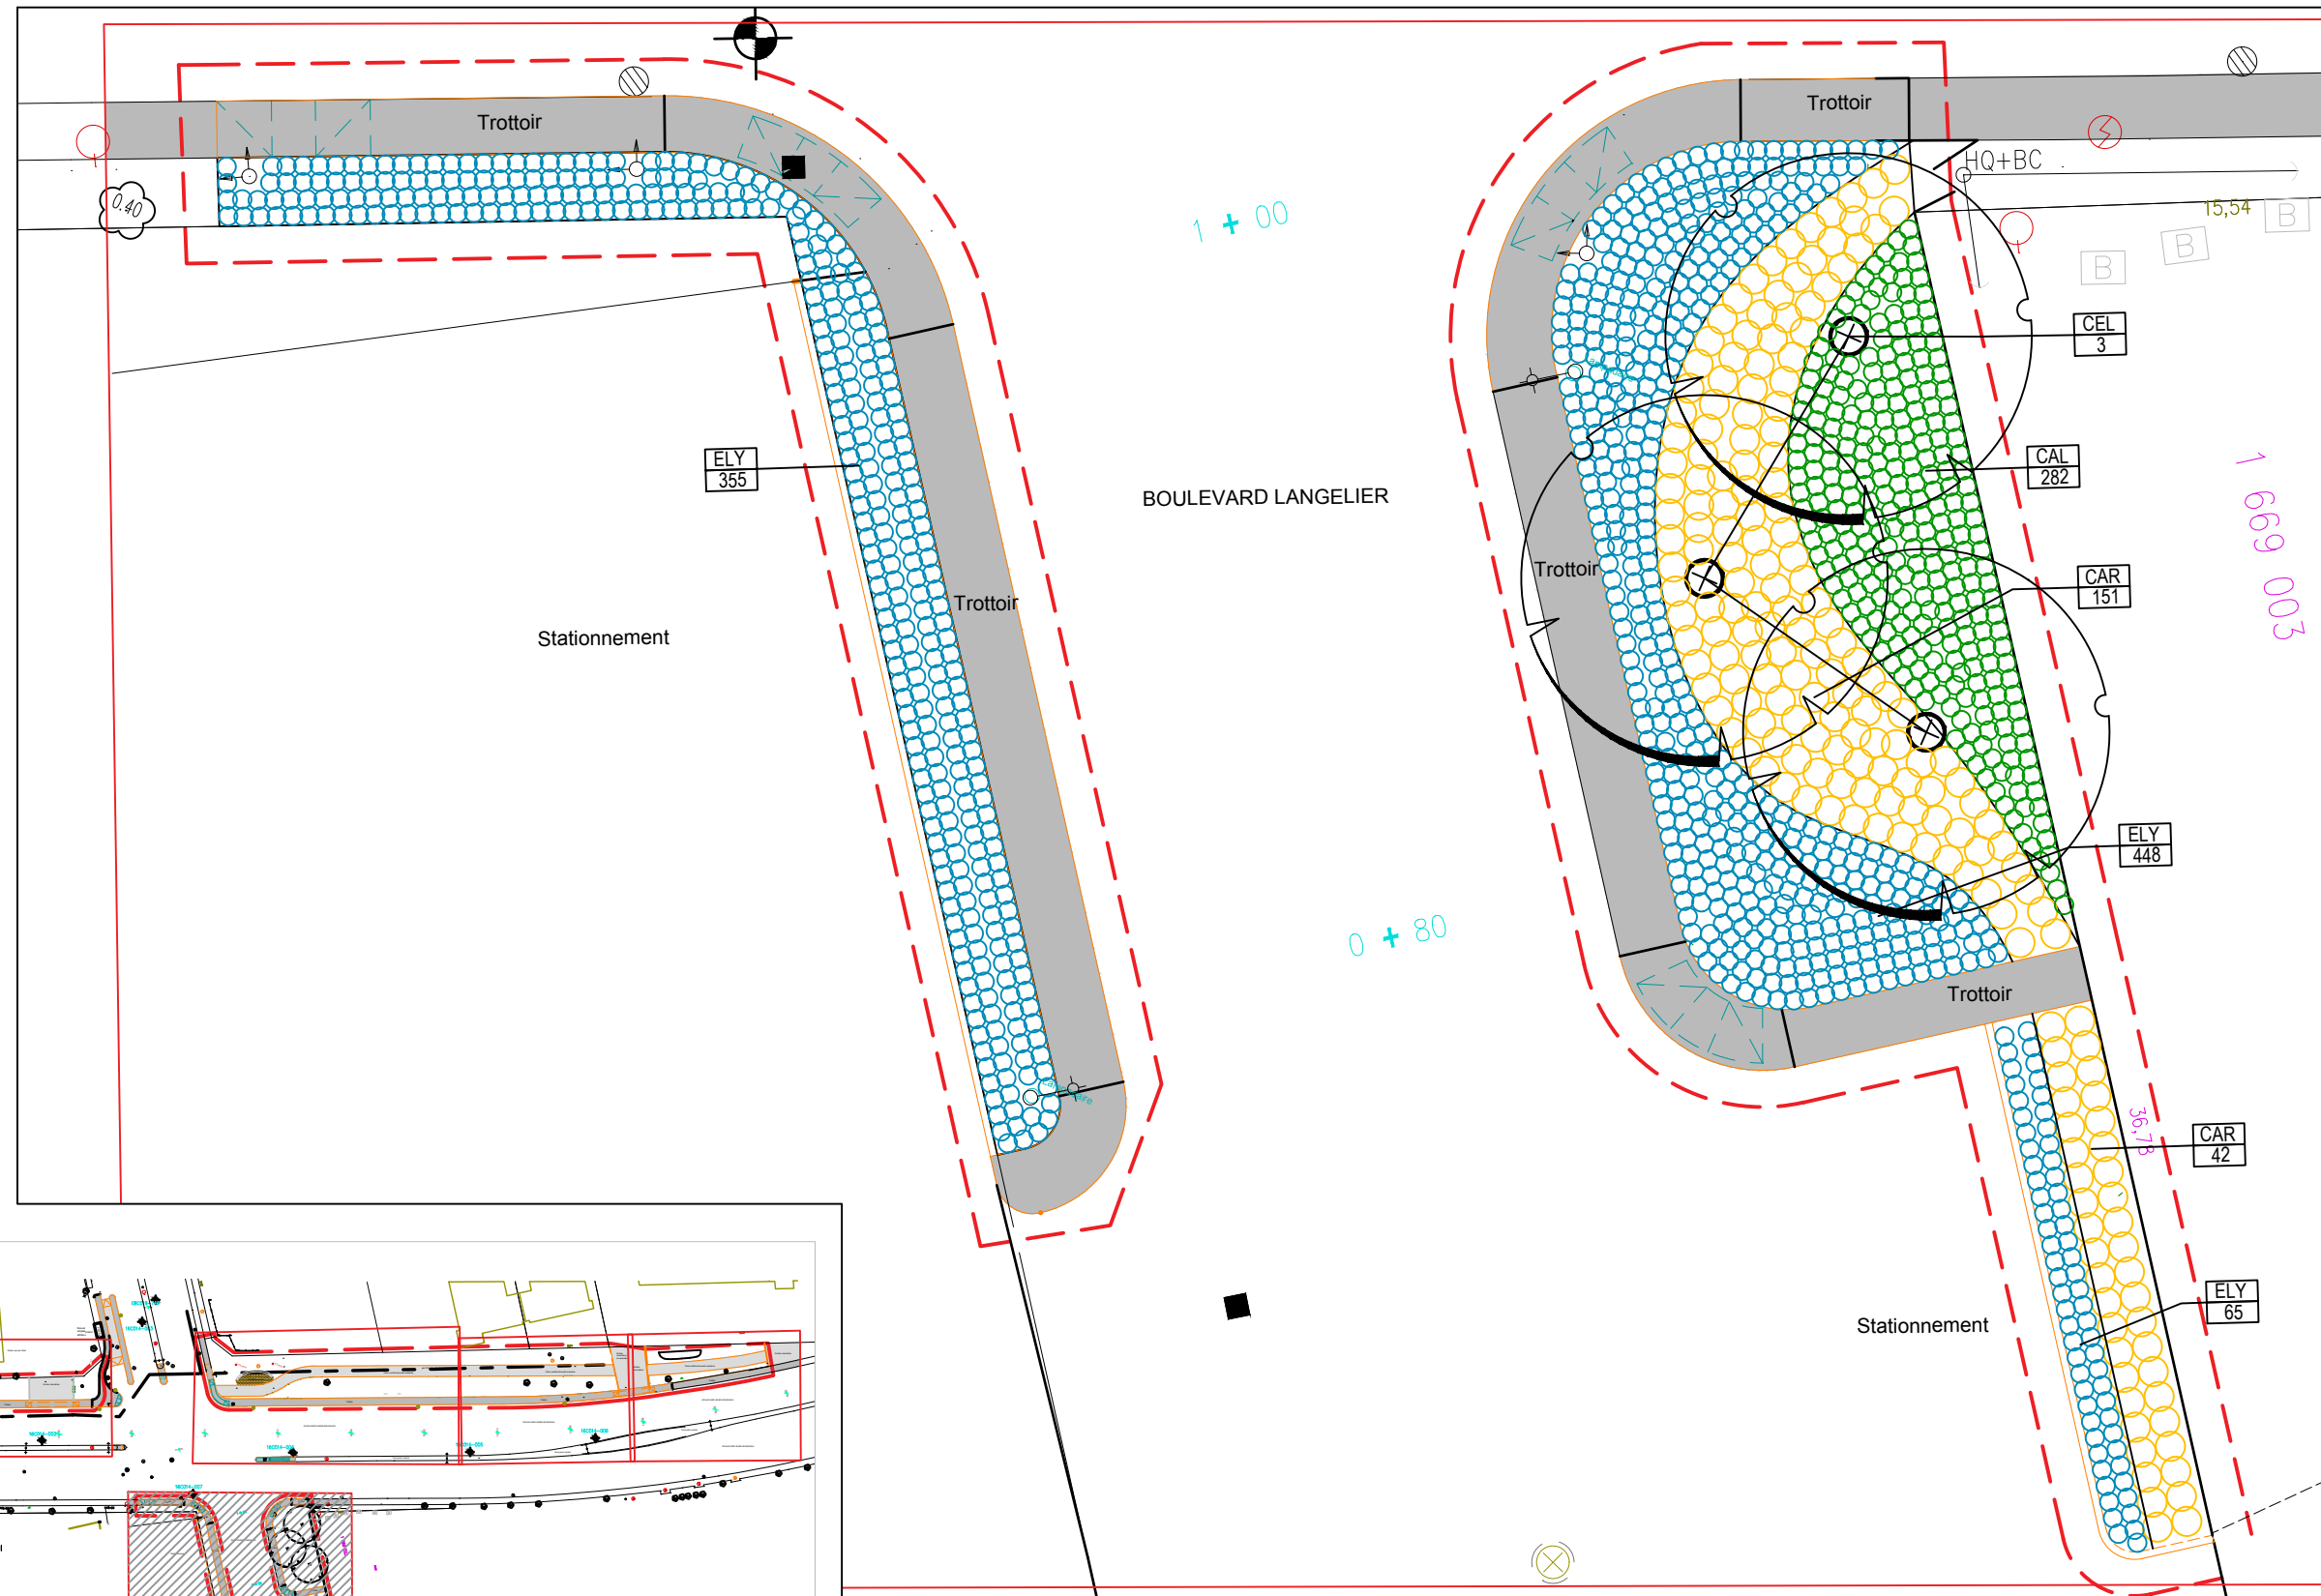 Trottoir
Trottoir
HQ+BC
0.40
1 + 00
15,54
B
B
B
CEL
3
ELY
355
CAL
282
BOULEVARD LANGELIER
1 669 003
Trottoir
CAR
151
Trottoir
Stationnement
ELY
448
0 + 80
Trottoir
36,78
CAR
42
ELY
65
Stationnement